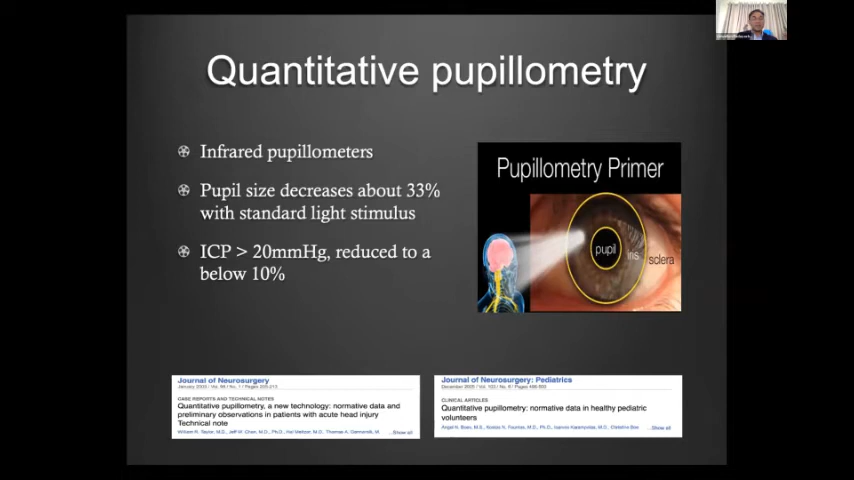 Quantitative pupillometry
Infrared pupillometers
Pupil size decreases about 33%
with standard light stimulus
ICP > 20mmHg, reduced to a
below 10%
Pupillometry Primer
pupil
iris
sclera
Journal of Neurosurgery
CASE REPORTS AND TECHNICAL NOTES
Quantitative pupillometry, a new technology: normative data and
preliminary observations in patients with acute head injury
Technical note
...Show all
Journal of Neurosurgery: Pediatrics
CLINICAL ARTICLES
Quantitative pupillometry: normative data in healthy pediatric
volunteers
...Show all